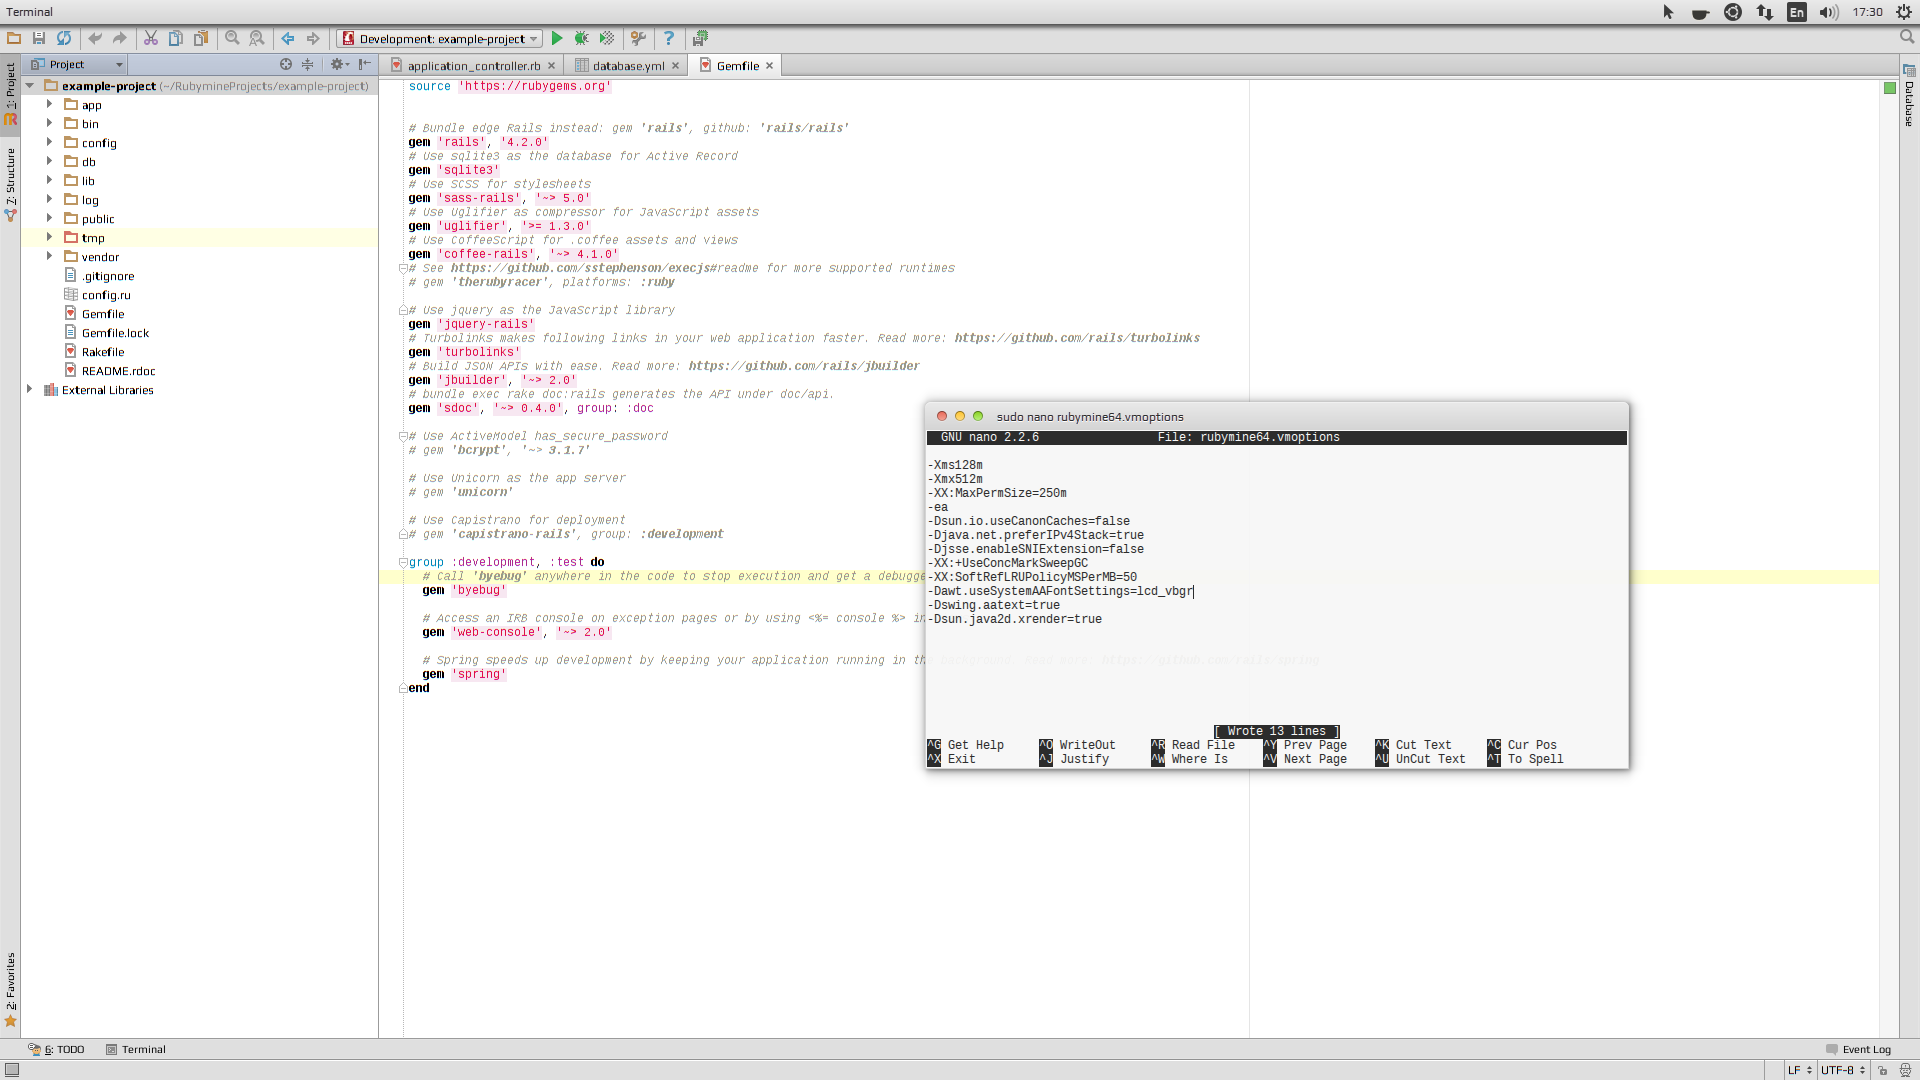 Terminal
En
17:30
Development: example-project
1: Project
7: Structure
2: Favorites
Project
example-project (~/RubymineProjects/example-project)
app
bin
config
db
lib
log
public
tmp
vendor
.gitignore
config.ru
Gemfile
Gemfile.lock
Rakefile
README.rdoc
External Libraries
application_controller.rb
database.yml
Gemfile
Database
source 'https://rubygems.org'
# Bundle edge Rails instead: gem 'rails', github: 'rails/rails'
gem 'rails', '4.2.0'
# Use sqlite3 as the database for Active Record
gem 'sqlite3'
# Use SCSS for stylesheets
gem 'sass-rails', '~> 5.0'
# Use Uglifier as compressor for JavaScript assets
gem 'uglifier', '>= 1.3.0'
# Use CoffeeScript for .coffee assets and views
gem 'coffee-rails', '~> 4.1.0'
# See https://github.com/sstephenson/execjs#readme for more supported runtimes
# gem 'therubyracer', platforms: :ruby
# Use jquery as the JavaScript library
gem 'jquery-rails'
# Turbolinks makes following links in your web application faster. Read more: https://github.com/rails/turbolinks
gem 'turbolinks'
# Build JSON APIs with ease. Read more: https://github.com/rails/jbuilder
gem 'jbuilder', '~> 2.0'
# bundle exec rake doc:rails generates the API under doc/api.
gem 'sdoc', '~> 0.4.0', group: :doc
# Use ActiveModel has_secure_password
# gem 'bcrypt', '~> 3.1.7'
# Use Unicorn as the app server
# gem 'unicorn'
# Use Capistrano for deployment
# gem 'capistrano-rails', group: :development
group :development, :test do
# Call 'byebug' anywhere in the code to stop execution and get a debugge
gem 'byebug'
# Access an IRB console on exception pages or by using <%= console %> in
gem 'web-console', '~> 2.0'
# Spring speeds up development by keeping your application running in the background. Read more: https://github.com/rails/spring
gem 'spring'
end
sudo nano rubymine64.vmoptions
GNU nano 2.2.6 File: rubymine64.vmoptions
-Xms128m
-Xmx512m
-XX:MaxPermSize=250m
-ea
-Dsun.io.useCanonCaches=false
-Djava.net.preferIPv4Stack=true
-Djsse.enableSNIExtension=false
-XX:+UseConcMarkSweepGC
-XX:SoftRefLRUPolicyMSPerMB=50
-Dawt.useSystemAAFontSettings=lcd_vbgr
-Dswing.aatext=true
-Dsun.java2d.xrender=true
[ Wrote 13 lines ]
^G Get Help ^O WriteOut ^R Read File ^Y Prev Page ^K Cut Text ^C Cur Pos
^X Exit ^J Justify ^W Where Is ^V Next Page ^U UnCut Text ^T To Spell
6: TODO
Terminal
Event Log
LF
UTF-8